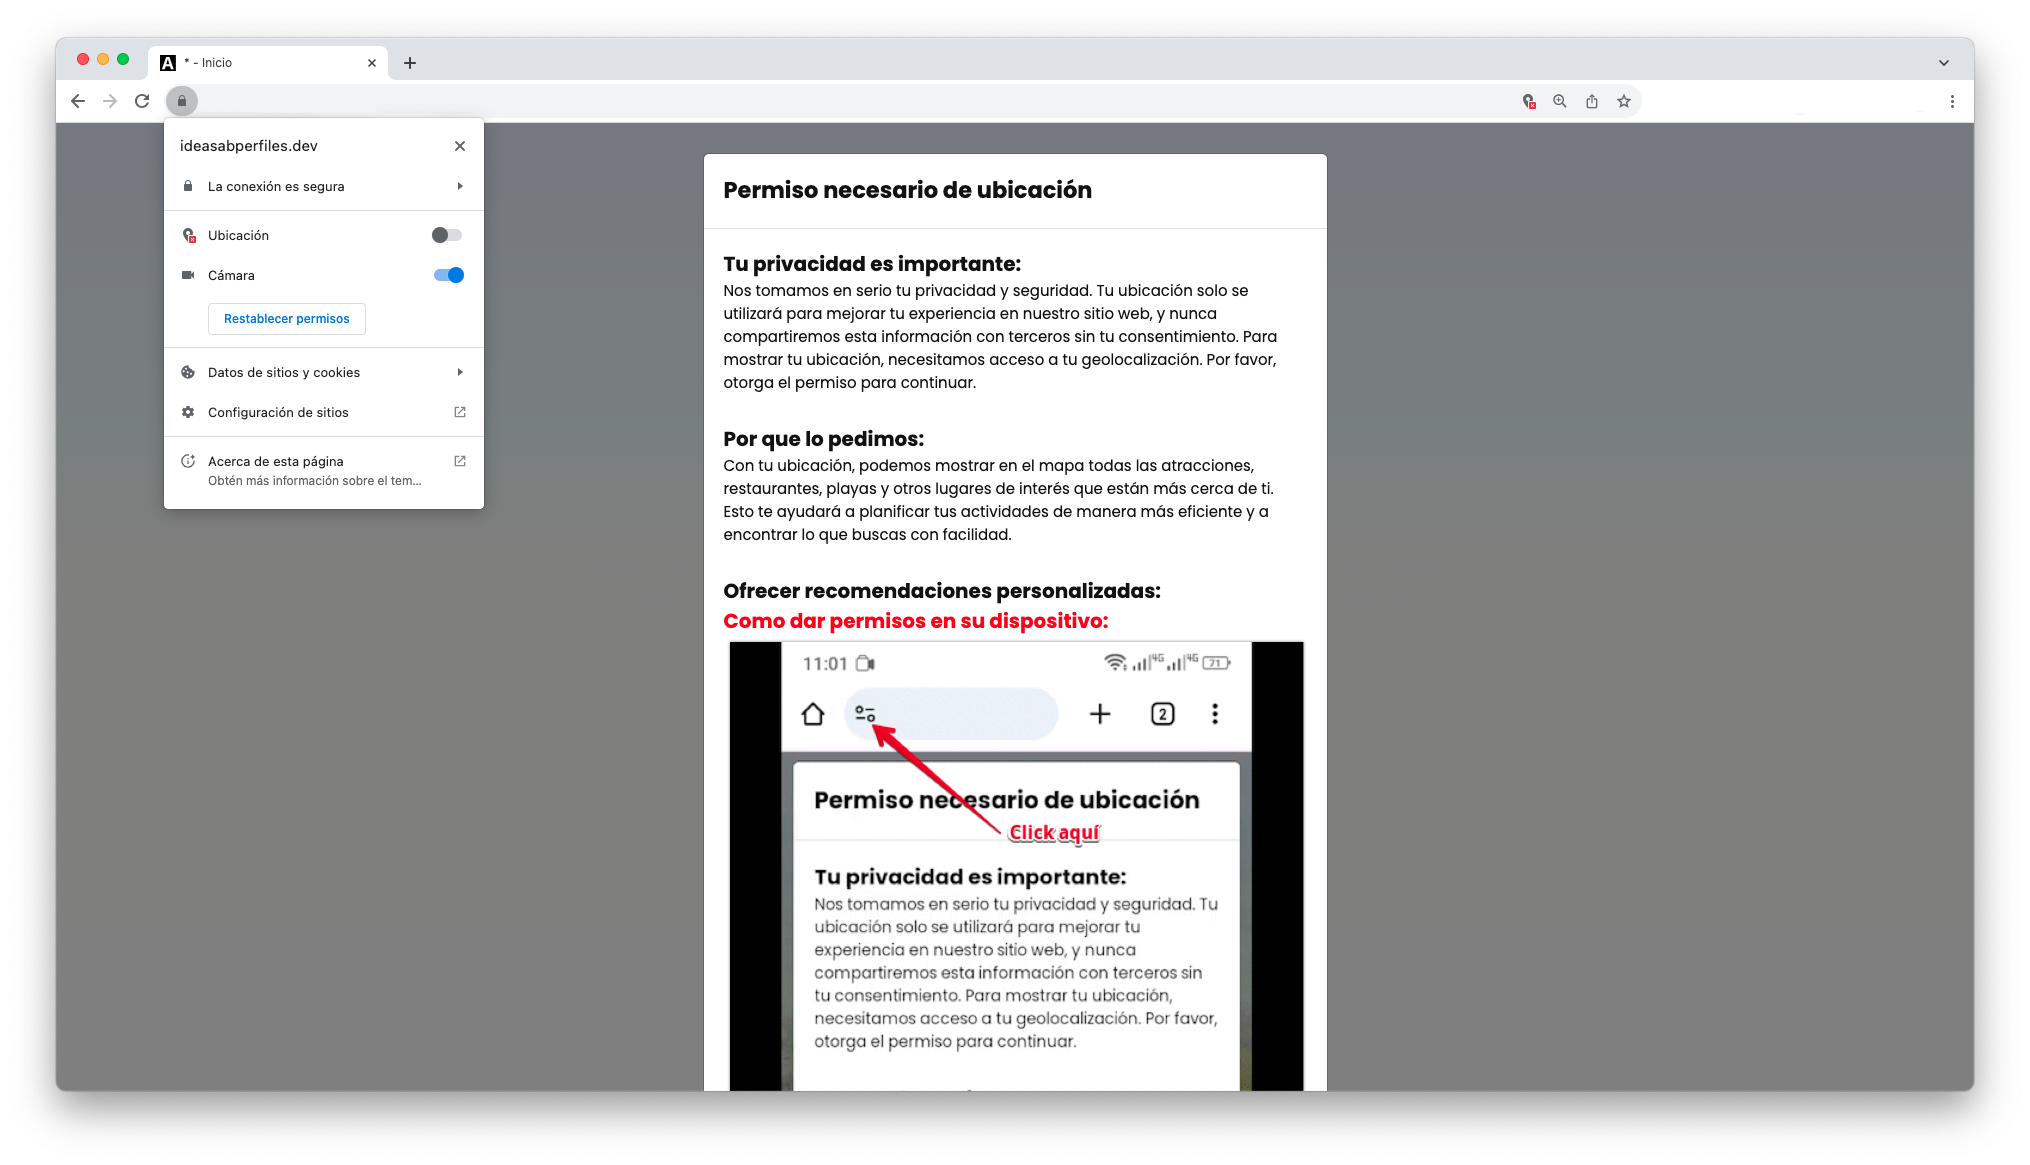 * - Inicio
ideasabperfiles.dev
La conexión es segura
Ubicación
Cámara
Restablecer permisos
Datos de sitios y cookies
Configuración de sitios
Acerca de esta página
Obtén más información sobre el tem...
Permiso necesario de ubicación
Tu privacidad es importante:
Nos tomamos en serio tu privacidad y seguridad. Tu ubicación solo se
utilizará para mejorar tu experiencia en nuestro sitio web, y nunca
compartiremos esta información con terceros sin tu consentimiento. Para
mostrar tu ubicación, necesitamos acceso a tu geolocalización. Por favor,
otorga el permiso para continuar.
Por que lo pedimos:
Con tu ubicación, podemos mostrar en el mapa todas las atracciones,
restaurantes, playas y otros lugares de interés que están más cerca de ti.
Esto te ayudará a planificar tus actividades de manera más eficiente y a
encontrar lo que buscas con facilidad.
Ofrecer recomendaciones personalizadas:
Como dar permisos en su dispositivo:
11:01 4G 4G 71
2
Permiso necesario de ubicación
Click aquí
Tu privacidad es importante:
Nos tomamos en serio tu privacidad y seguridad. Tu
ubicación solo se utilizará para mejorar tu
experiencia en nuestro sitio web, y nunca
compartiremos esta información con terceros sin
tu consentimiento. Para mostrar tu ubicación,
necesitamos acceso a tu geolocalización. Por favor,
otorga el permiso para continuar.